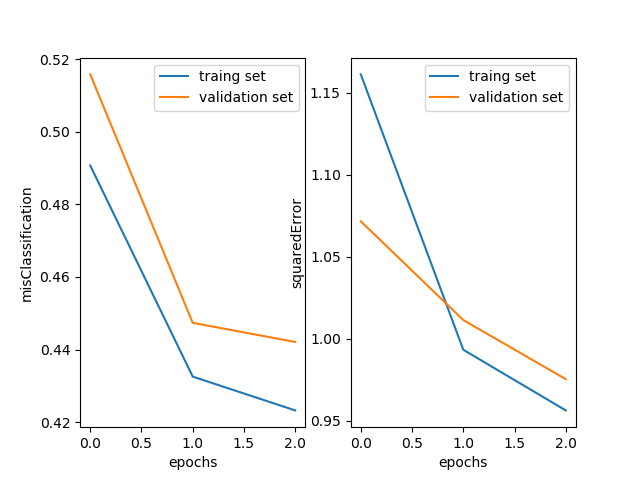 0.52
0.50
0.48
0.46
0.44
0.42
misClassification
0.0
0.5
1.0
1.5
2.0
epochs
traing set
validation set
1.15
1.10
1.05
1.00
0.95
squaredError
0.0
0.5
1.0
1.5
2.0
epochs
traing set
validation set